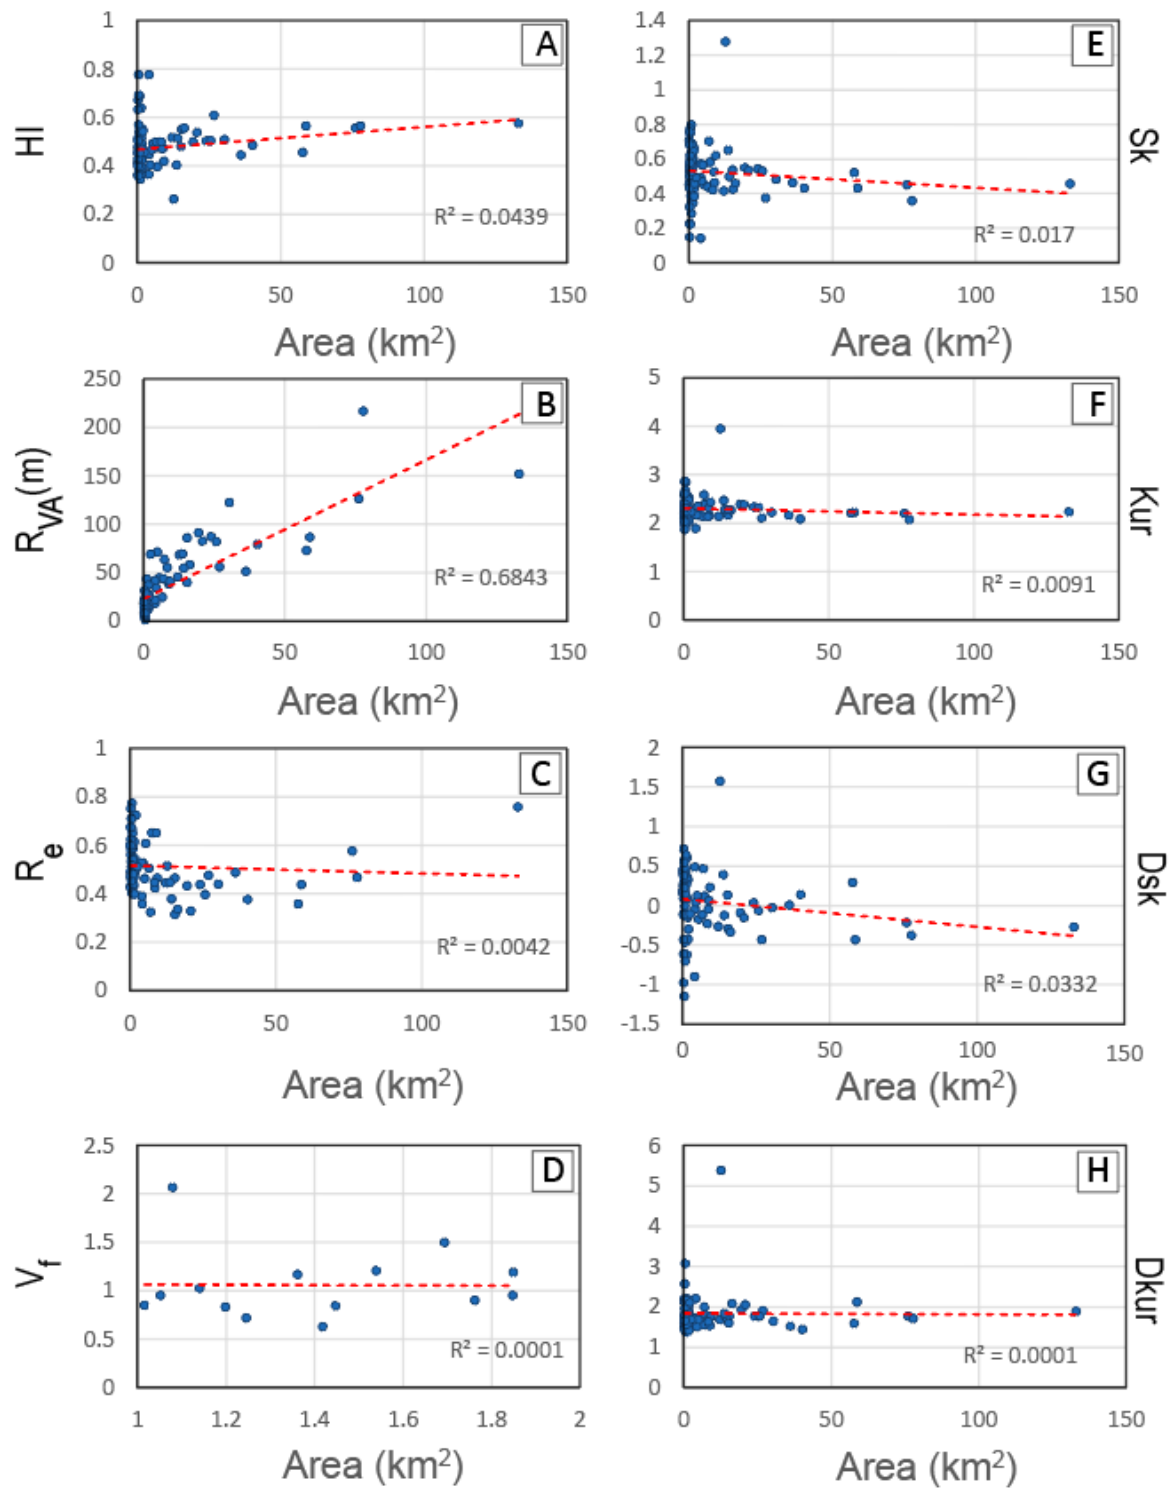 A
HI
1
0.8
0.6
0.4
0.2
0
R² = 0.0439
0 50 100 150
Area (km²)
E
Sk
1.4
1.2
1
0.8
0.6
0.4
0.2
0
R² = 0.017
0 50 100 150
Area (km²)
B
R_VA(m)
250
200
150
100
50
0
R² = 0.6843
0 50 100 150
Area (km²)
F
Kur
5
4
3
2
1
0
R² = 0.0091
0 50 100 150
Area (km²)
C
R_e
1
0.8
0.6
0.4
0.2
0
R² = 0.0042
0 50 100 150
Area (km²)
G
Dsk
2
1.5
1
0.5
0
-0.5
-1
-1.5
R² = 0.0332
0 50 100 150
Area (km²)
D
V_f
2.5
2
1.5
1
0.5
0
R² = 0.0001
1 1.2 1.4 1.6 1.8 2
Area (km²)
H
Dkur
6
5
4
3
2
1
0
R² = 0.0001
0 50 100 150
Area (km²)